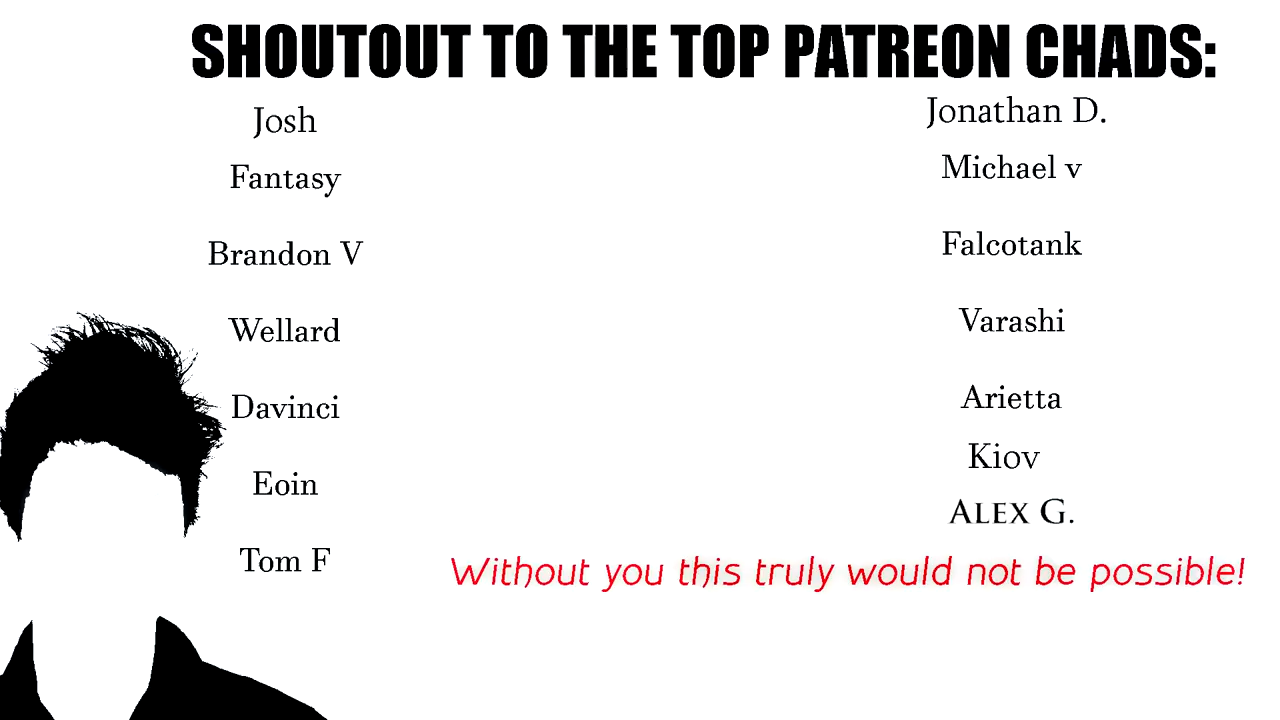 SHOUTOUT TO THE TOP PATREON CHADS:
Josh
Fantasy
Brandon V
Wellard
Davinci
Eoin
Tom F
Jonathan D.
Michael v
Falcotank
Varashi
Arietta
Kiov
ALEX G.
Without you this truly would not be possible!